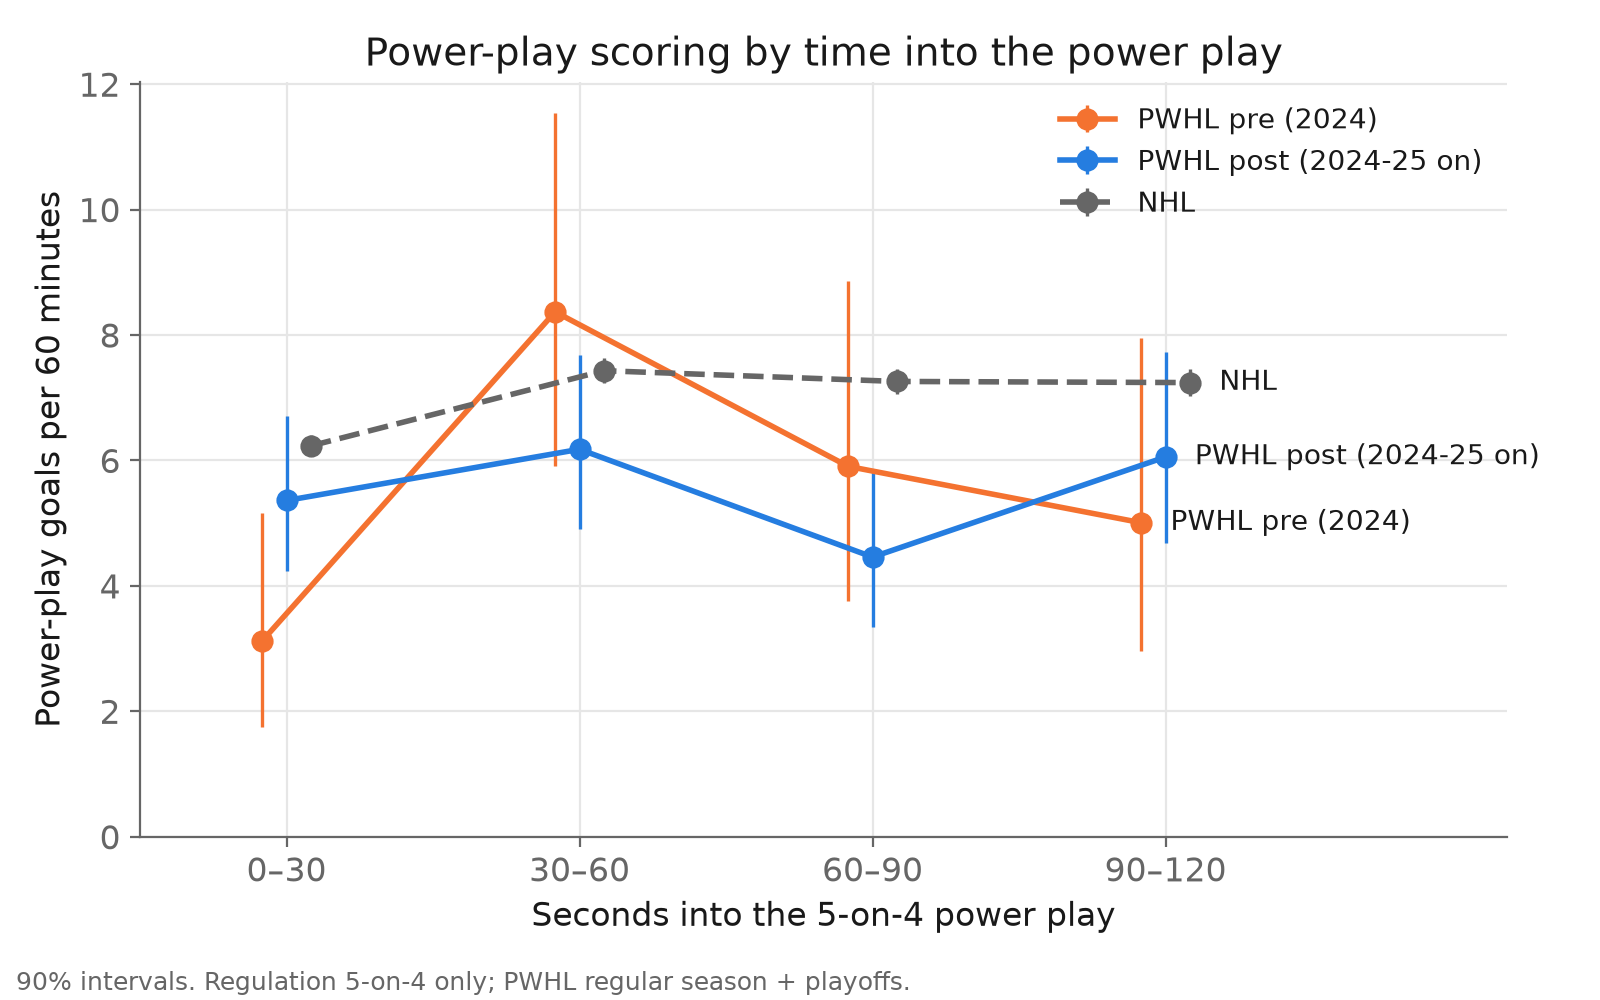 Power-play scoring by time into the power play
Power-play goals per 60 minutes
12
10
8
6
4
2
0
PWHL pre (2024)
PWHL post (2024-25 on)
NHL
NHL
PWHL post (2024-25 on)
PWHL pre (2024)
0–30
30–60
60–90
90–120
Seconds into the 5-on-4 power play
90% intervals. Regulation 5-on-4 only; PWHL regular season + playoffs.